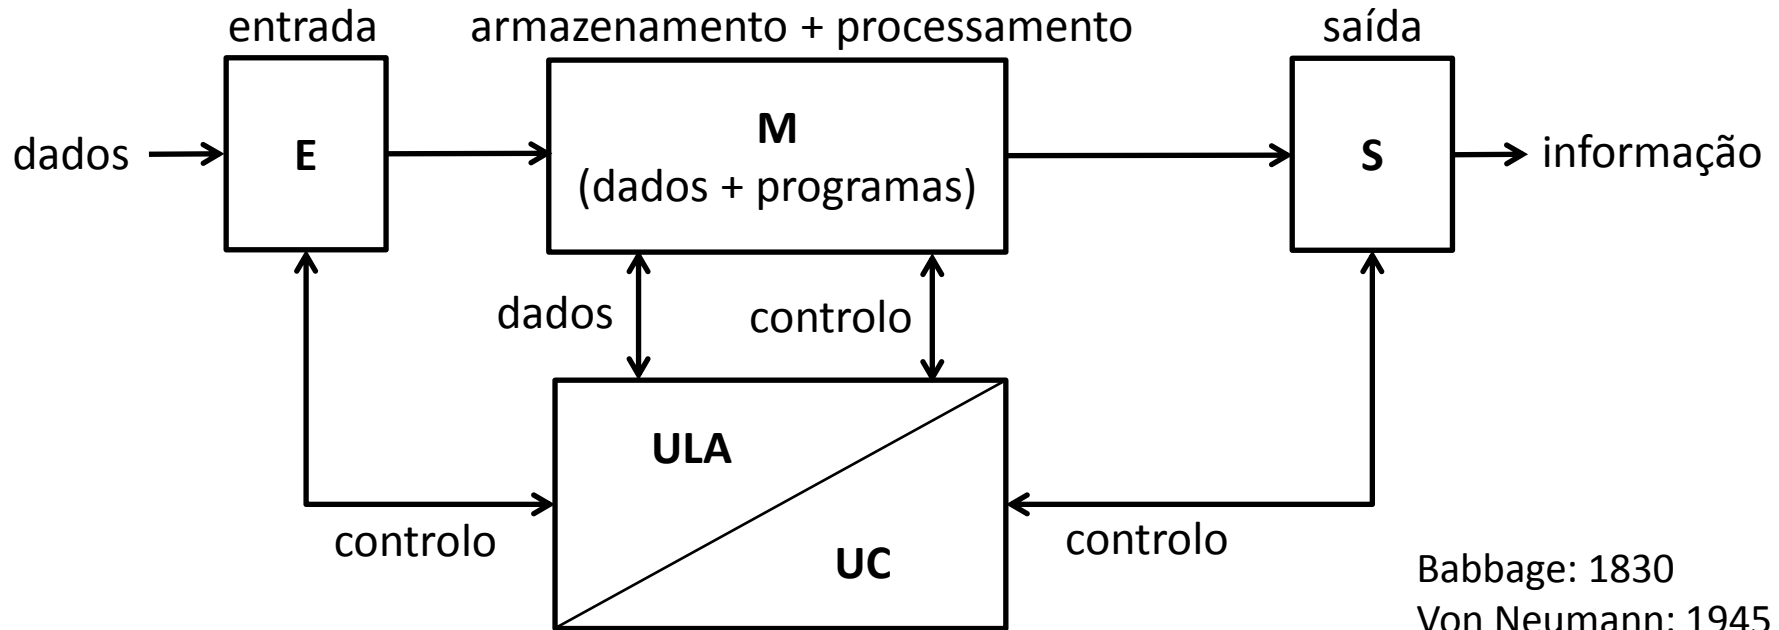 entrada
armazenamento + processamento
saída
dados
E
M
(dados + programas)
S
informação
dados
controlo
ULA
UC
controlo
controlo
Babbage: 1830
Von Neumann: 1945